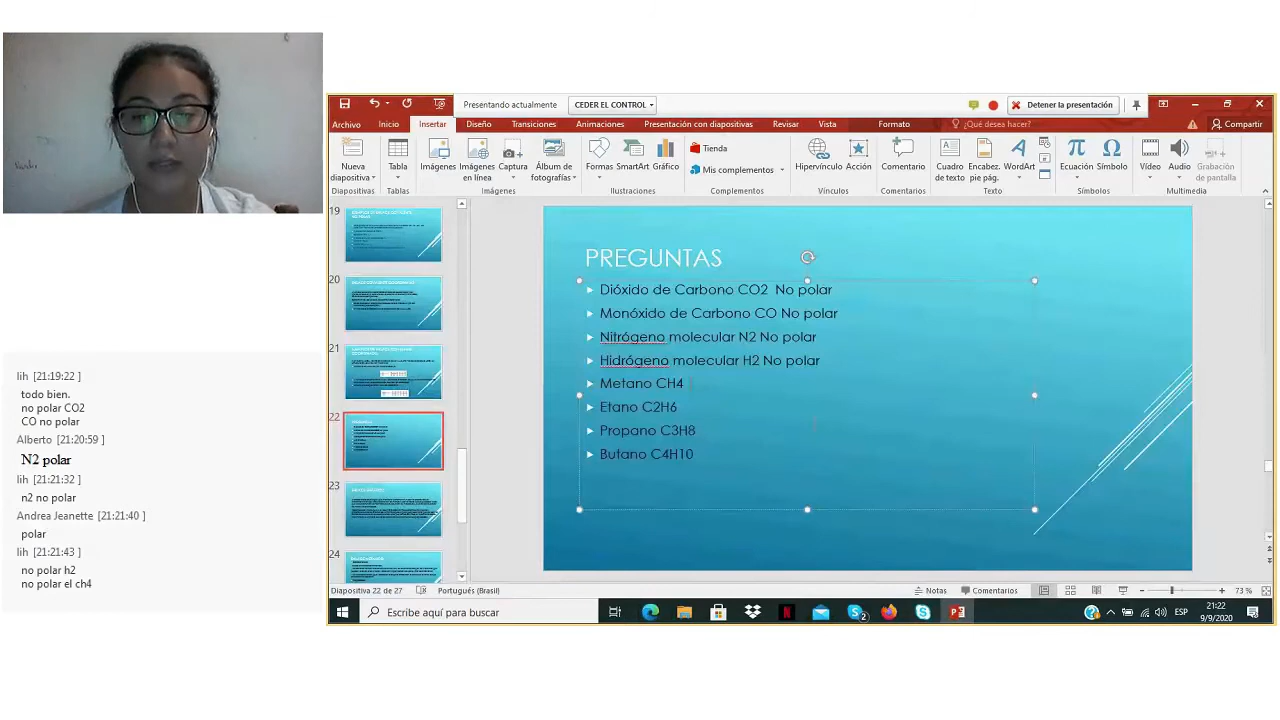 Presentando actualmente
CEDER EL CONTROL
Detener la presentación
Archivo
Inicio
Insertar
Diseño
Transiciones
Animaciones
Presentación con diapositivas
Revisar
Vista
Formato
¿Qué desea hacer?
Compartir
Nueva
diapositiva
Tabla
Imágenes
Imágenes
en línea
Captura
Álbum de
fotografías
Formas
SmartArt
Gráfico
Tienda
Mis complementos
Hipervínculo
Acción
Comentario
Cuadro
de texto
Encabez.
pie pág.
WordArt
Ecuación
Símbolo
Video
Audio
Grabación
de pantalla
Diapositivas
Tablas
Imágenes
Ilustraciones
Complementos
Vínculos
Comentarios
Texto
Símbolos
Multimedia
19
20
21
22
23
24
PREGUNTAS
Dióxido de Carbono CO2 No polar
Monóxido de Carbono CO No polar
Nitrógeno molecular N2 No polar
Hidrógeno molecular H2 No polar
Metano CH4
Etano C2H6
Propano C3H8
Butano C4H10
lih [21:19:22 ]
todo bien.
no polar CO2
CO no polar
Alberto [21:20:59 ]
N2 polar
lih [21:21:32 ]
n2 no polar
Andrea Jeanette [21:21:40 ]
polar
lih [21:21:43 ]
no polar h2
no polar el ch4
Diapositiva 22 de 27
Português (Brasil)
Notas
Comentarios
73 %
Escribe aquí para buscar
2
ESP
21:22
9/9/2020